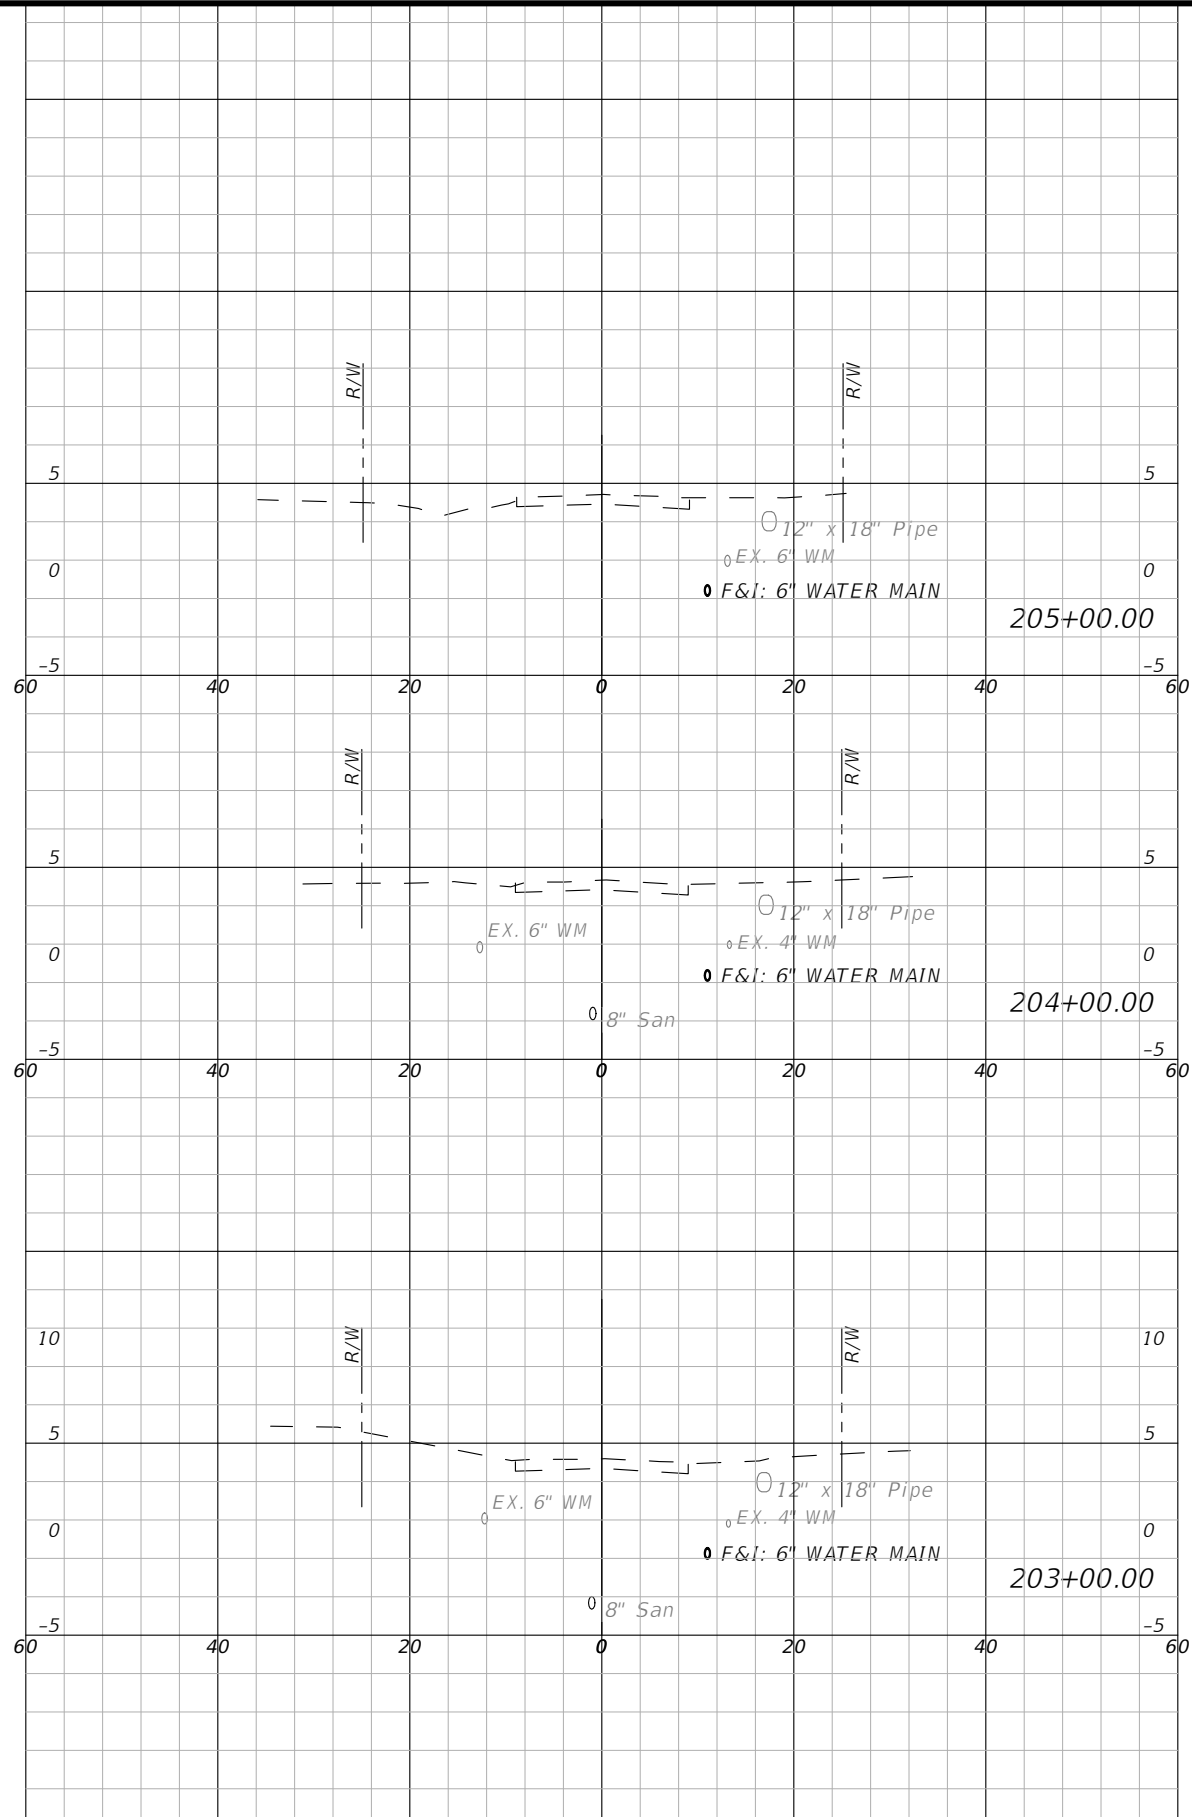 R/W R/W
5 5
12" x 18" Pipe
EX. 6" WM
0 0
F&I: 6" WATER MAIN
205+00.00
-5 -5
60 40 20 0 20 40 60
R/W R/W
5 5
12" x 18" Pipe
EX. 6" WM
EX. 4" WM
0 0
F&I: 6" WATER MAIN
204+00.00
8" San
-5 -5
60 40 20 0 20 40 60
10 R/W R/W 10
5 5
12" x 18" Pipe
EX. 6" WM
EX. 4" WM
0 0
F&I: 6" WATER MAIN
203+00.00
8" San
-5 -5
60 40 20 0 20 40 60